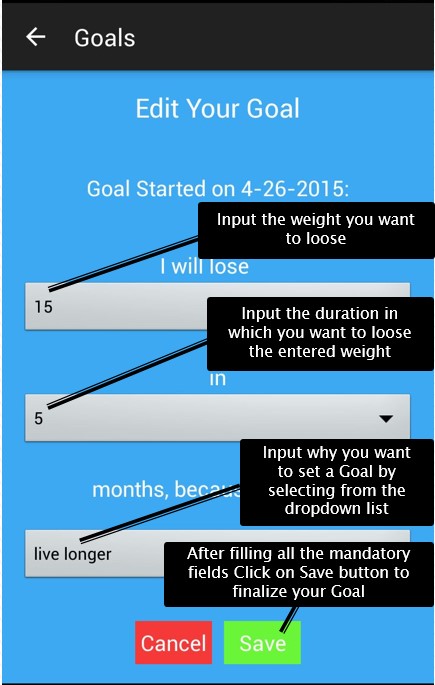 Goals
Edit Your Goal
Goal Started on 4-26-2015:
Input the weight you want
to loose
I will lose
15
Input the duration in
which you want to loose
the entered weight
in
5
Input why you want
to set a Goal by
selecting from the
dropdown list
months,
live longer
After filling all the mandatory
fields Click on Save button to
finalize your Goal
Cancel
Save